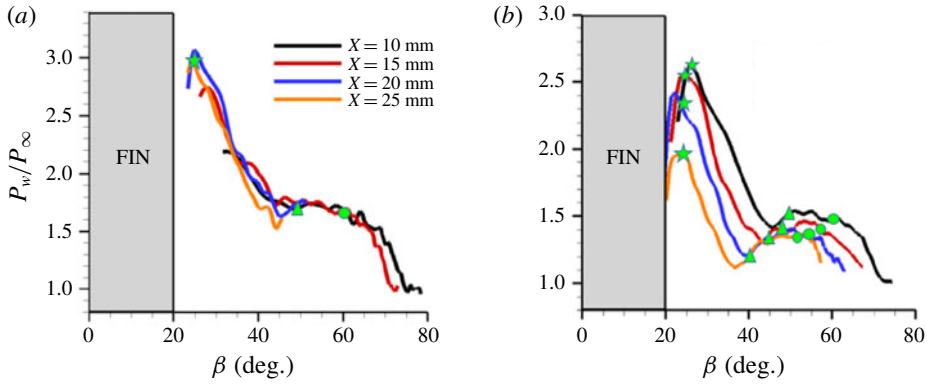 (a)
3.0
2.5
2.0
1.5
1.0
P_w/P_∞
FIN
X = 10 mm
X = 15 mm
X = 20 mm
X = 25 mm
0 20 40 60 80
β (deg.)
(b)
3.0
2.5
2.0
1.5
1.0
FIN
0 20 40 60 80
β (deg.)